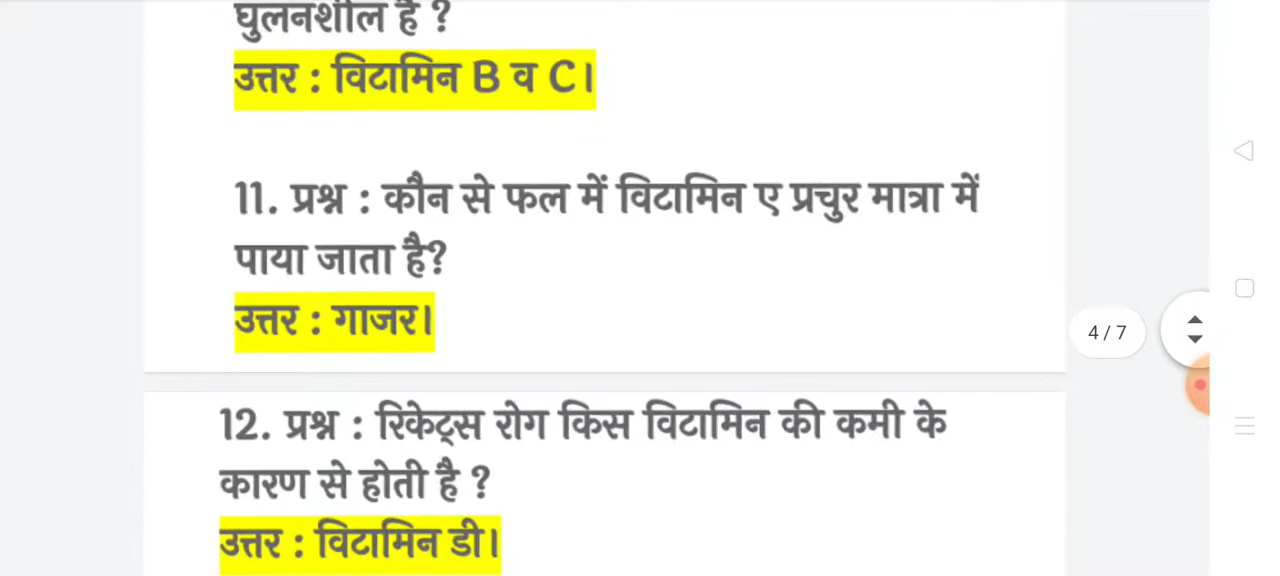 घुलनशील है ?
उत्तर : विटामिन B व C।
11. प्रश्न : कौन से फल में विटामिन ए प्रचुर मात्रा में
पाया जाता है?
उत्तर : गाजर।
4 / 7
12. प्रश्न : रिकेट्स रोग किस विटामिन की कमी के
कारण से होती है ?
उत्तर : विटामिन डी।